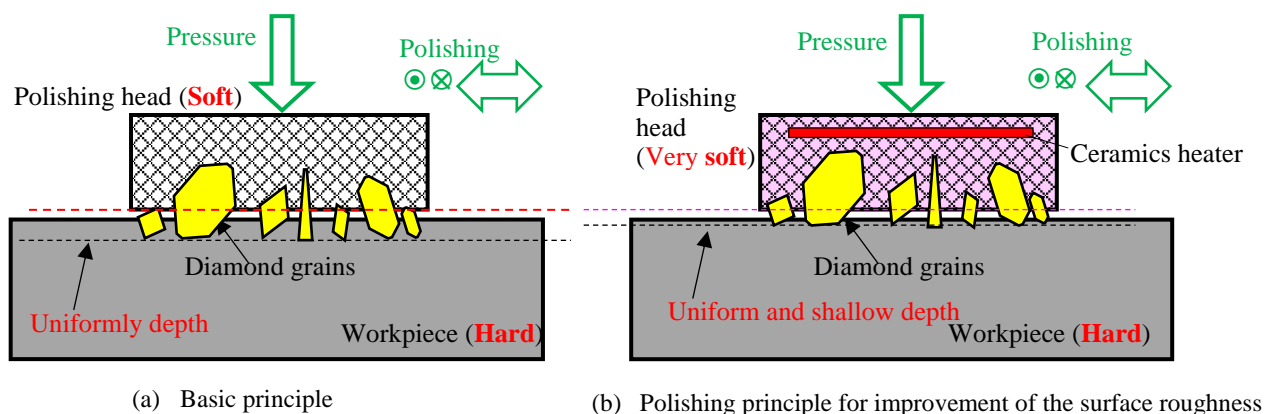 Pressure
Polishing
Polishing head (Soft)
Diamond grains
Uniformly depth
Workpiece (Hard)
(a) Basic principle
Pressure
Polishing
Polishing
head
(Very soft)
Ceramics heater
Diamond grains
Uniform and shallow depth
Workpiece (Hard)
(b) Polishing principle for improvement of the surface roughness